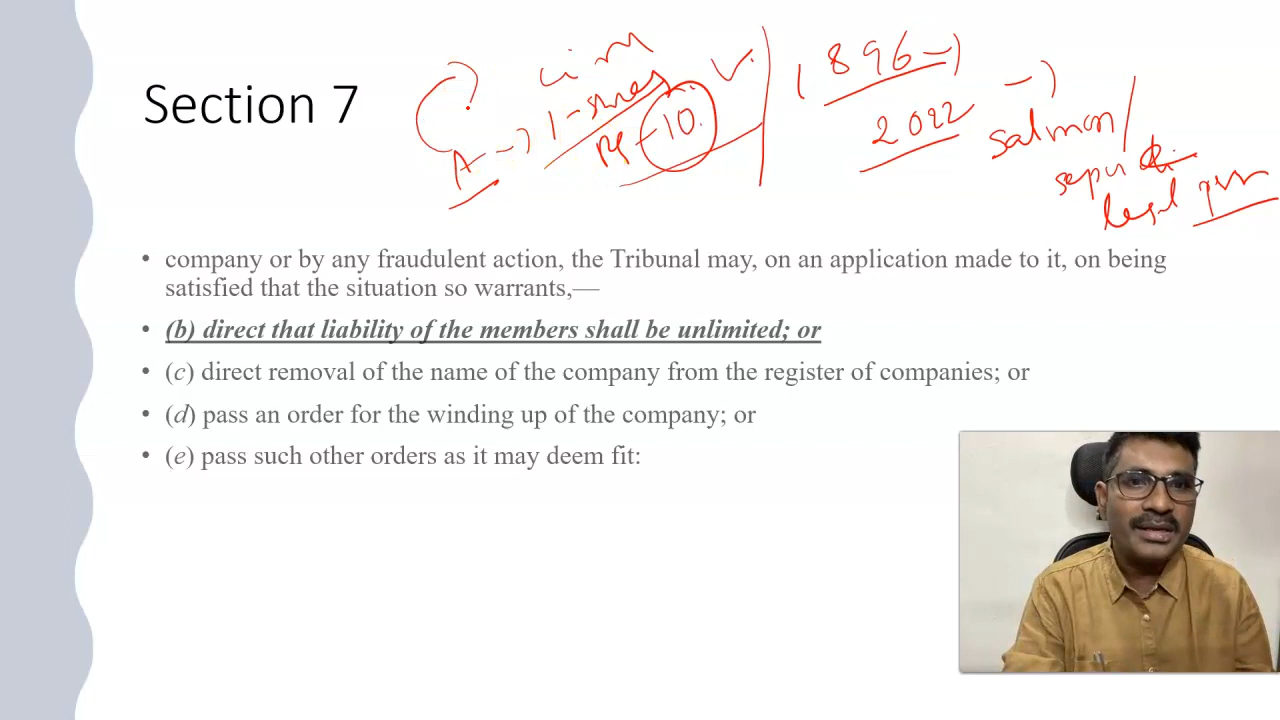 Section 7
A
1-
10.
1896
2022
Salmon/
legal
• company or by any fraudulent action, the Tribunal may, on an application made to it, on being
satisfied that the situation so warrants,—
• (b) direct that liability of the members shall be unlimited; or
• (c) direct removal of the name of the company from the register of companies; or
• (d) pass an order for the winding up of the company; or
• (e) pass such other orders as it may deem fit: